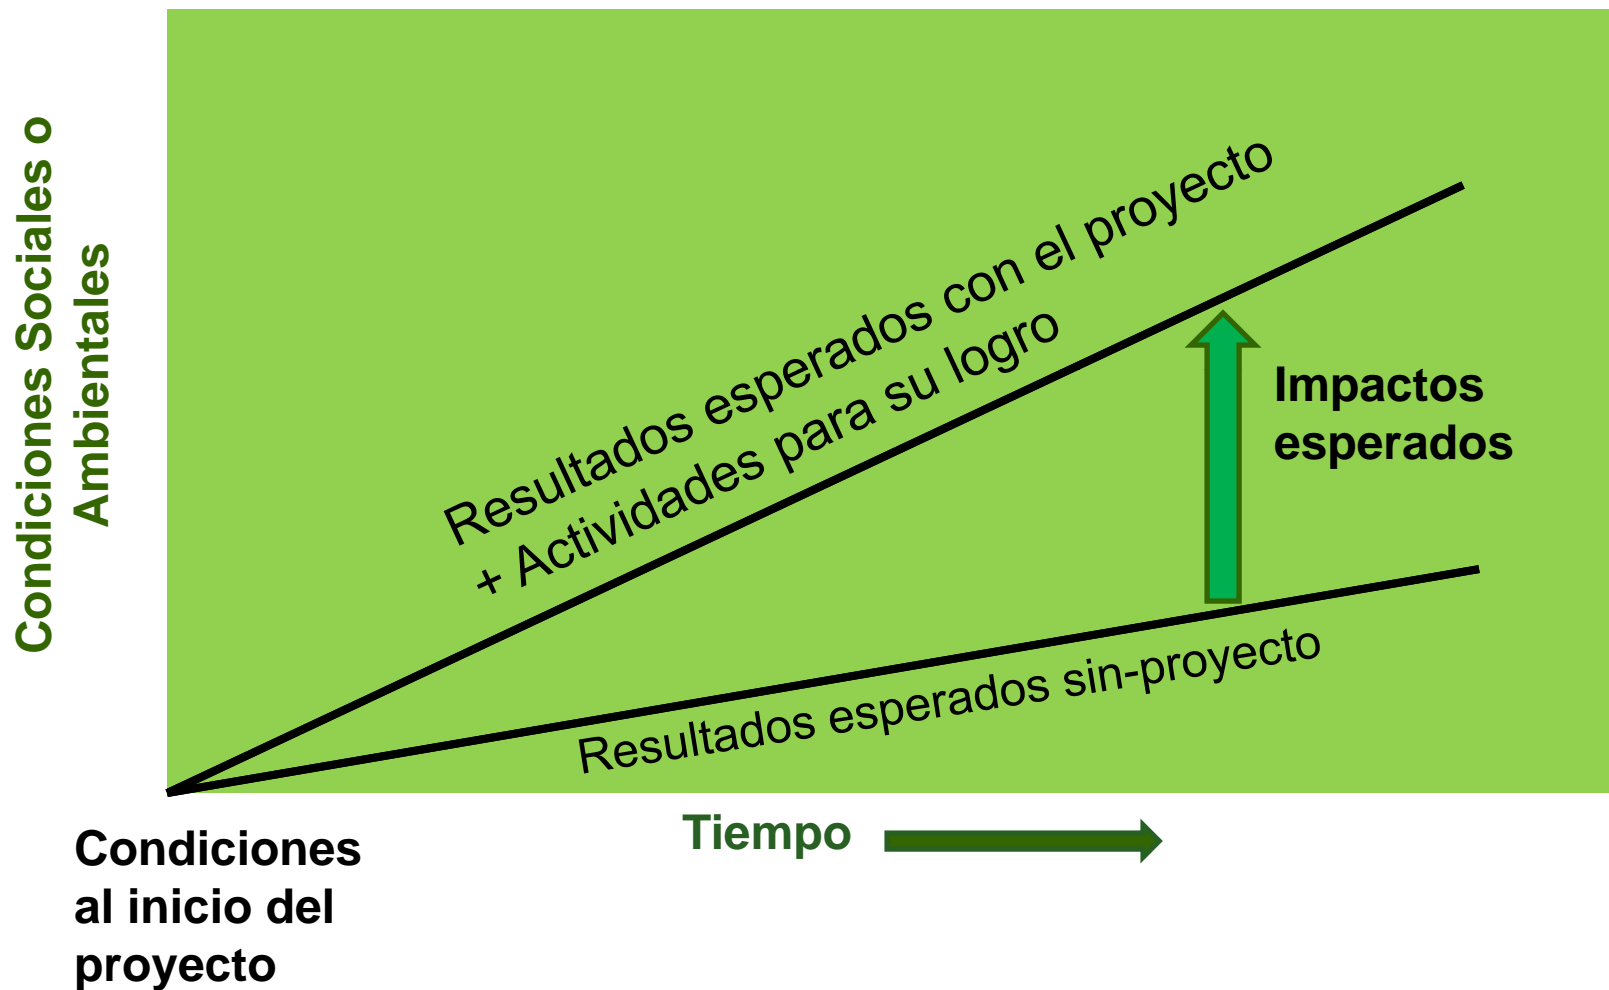 Condiciones Sociales o
Ambientales
Resultados esperados con el proyecto
+ Actividades para su logro
Impactos
esperados
Resultados esperados sin-proyecto
Tiempo
Condiciones
al inicio del
proyecto